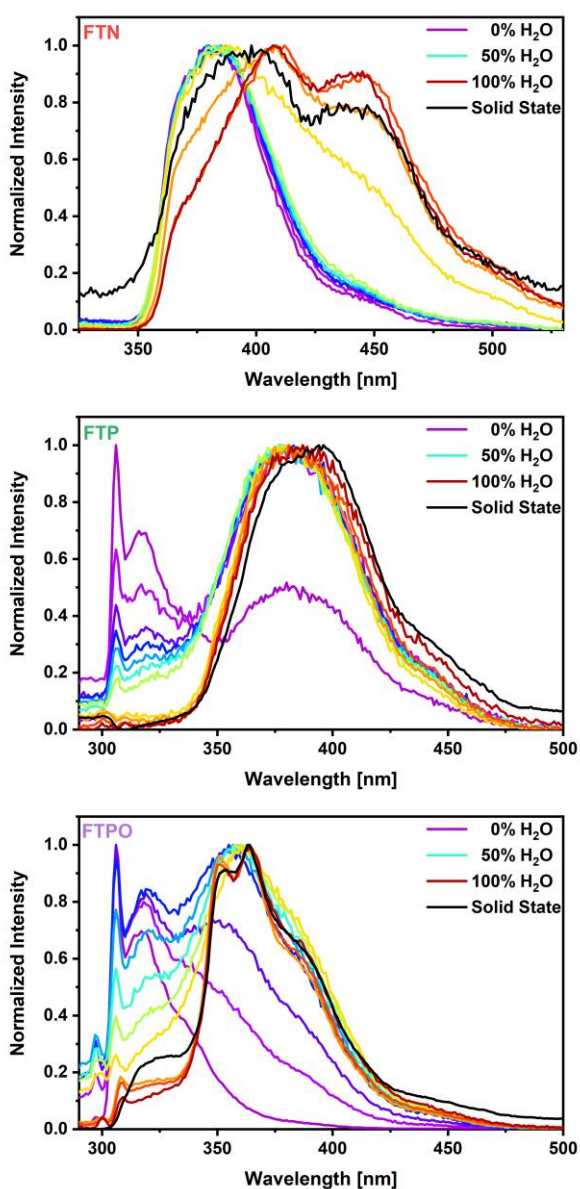 FTN
0% H₂O
50% H₂O
100% H₂O
Solid State
Normalized Intensity
1.0
0.8
0.6
0.4
0.2
0.0
350 400 450 500
Wavelength [nm]
FTP
0% H₂O
50% H₂O
100% H₂O
Solid State
Normalized Intensity
1.0
0.8
0.6
0.4
0.2
0.0
300 350 400 450 500
Wavelength [nm]
FTPO
0% H₂O
50% H₂O
100% H₂O
Solid State
Normalized Intensity
1.0
0.8
0.6
0.4
0.2
0.0
300 350 400 450 500
Wavelength [nm]